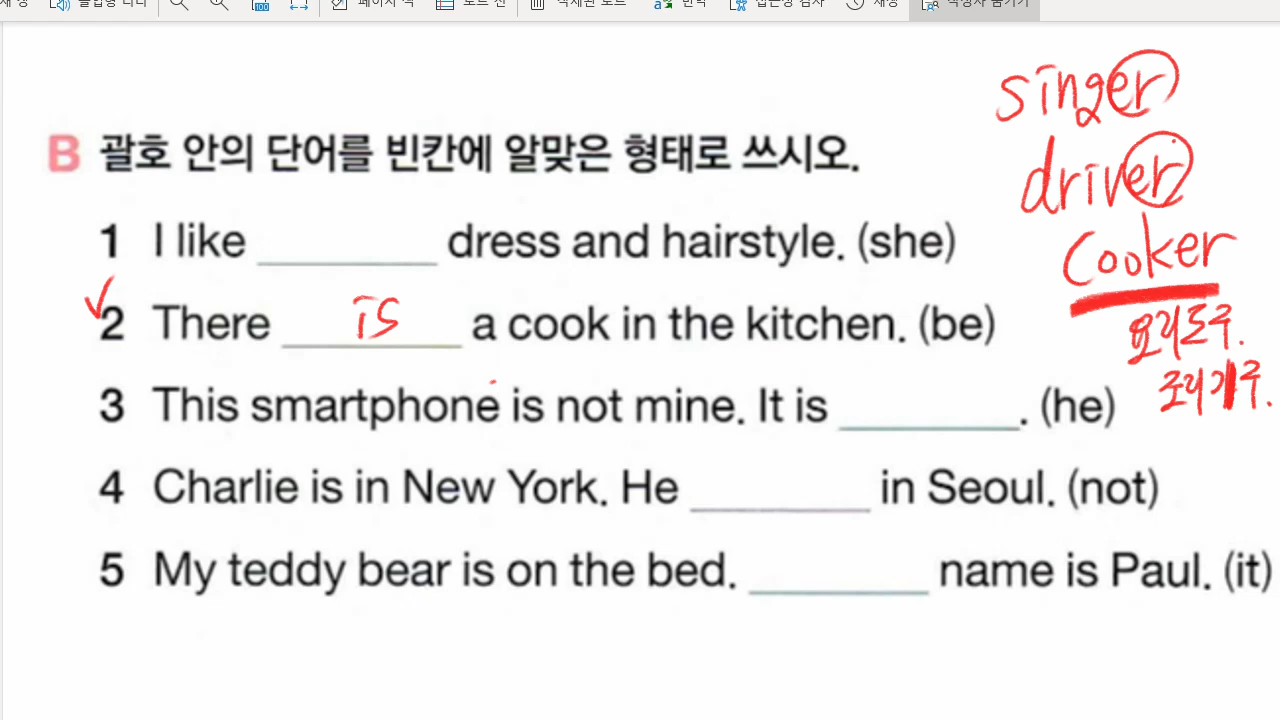 페이지 색
B 괄호 안의 단어를 빈칸에 알맞은 형태로 쓰시오.
1 I like ________ dress and hairstyle. (she)
2 There is a cook in the kitchen. (be)
3 This smartphone is not mine. It is ________. (he)
4 Charlie is in New York. He ________ in Seoul. (not)
5 My teddy bear is on the bed. ________ name is Paul. (it)
singer
driver
cooker
요리도구.
조리기구.